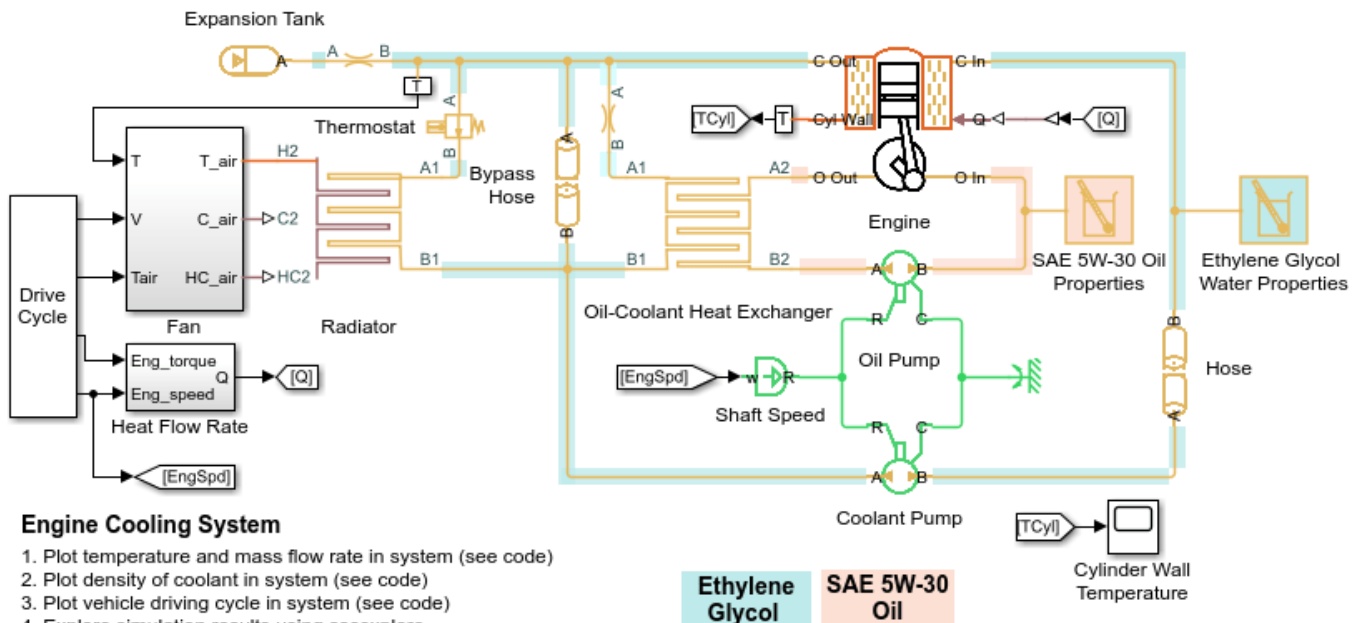 Expansion Tank
A
A
B
C Out
C In
T
A
A
Thermostat
[TCyl]
T
Cyl Wall
Q
[Q]
T
T_air
H2
B
A
B
A1
Bypass
Hose
A1
A2
O Out
O In
V
C_air
C2
Engine
B
B1
B1
B2
A
B
SAE 5W-30 Oil
Properties
Ethylene Glycol
Water Properties
Tair
HC_air
HC2
Drive
Cycle
Fan
Radiator
Oil-Coolant Heat Exchanger
R
C
B
Eng_torque
Q
Eng_speed
[Q]
Oil Pump
[EngSpd]
w
R
Hose
Heat Flow Rate
Shaft Speed
A
R
C
[EngSpd]
A
B
Engine Cooling System
Coolant Pump
[TCyl]
1. Plot temperature and mass flow rate in system (see code)
2. Plot density of coolant in system (see code)
3. Plot vehicle driving cycle in system (see code)
Cylinder Wall
Temperature
Ethylene
Glycol
SAE 5W-30
Oil